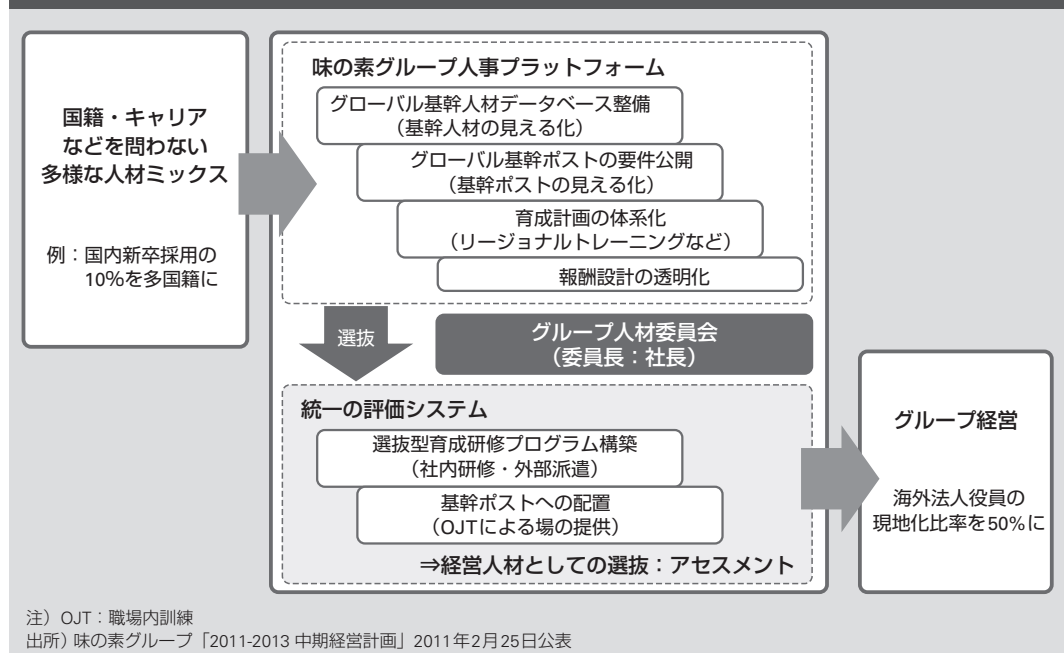 国籍・キャリア
などを問わない
多様な人材ミックス
例：国内新卒採用の
10%を多国籍に
味の素グループ人事プラットフォーム
グローバル基幹人材データベース整備
（基幹人材の見える化）
グローバル基幹ポストの要件公開
（基幹ポストの見える化）
育成計画の体系化
（リージョナルトレーニングなど）
報酬設計の透明化
選抜
グループ人材委員会
（委員長：社長）
統一の評価システム
選抜型育成研修プログラム構築
（社内研修・外部派遣）
基幹ポストへの配置
（OJTによる場の提供）
⇒経営人材としての選抜：アセスメント
グループ経営
海外法人役員の
現地化比率を50%に
注）OJT：職場内訓練
出所）味の素グループ「2011-2013 中期経営計画」2011年2月25日公表